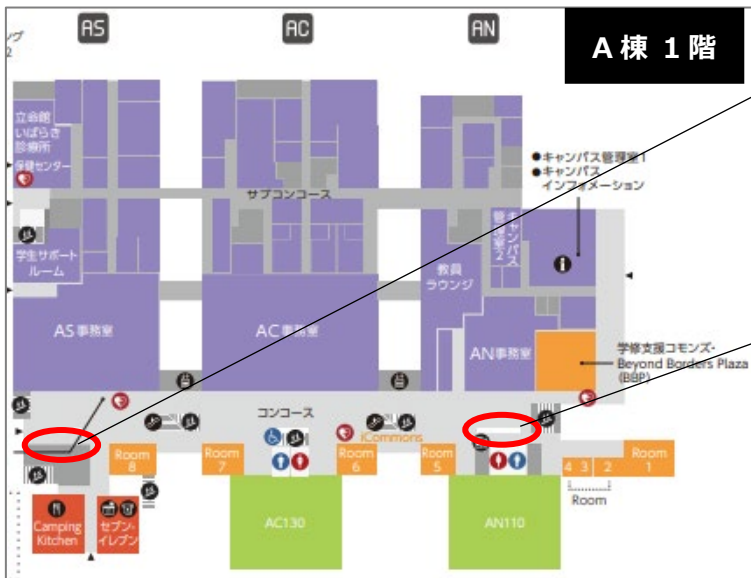 AS
AC
AN
A棟 1階
ング
2
立命館
いばらき
診療所
保健センター
●キャンパス管理室1
●キャンパス
インフォメーション
サブコンコース
キャンパス
管理室2
学生サポート
ルーム
教員
ラウンジ
AS事務室
AC事務室
AN事務室
学修支援コモンズ・
Beyond Borders Plaza
(BBP)
コンコース
iCommons
Room
8
Room
7
Room
6
Room
5
4 3 2
Room
1
Room
Camping
Kitchen
セブン-
イレブン
AC130
AN110